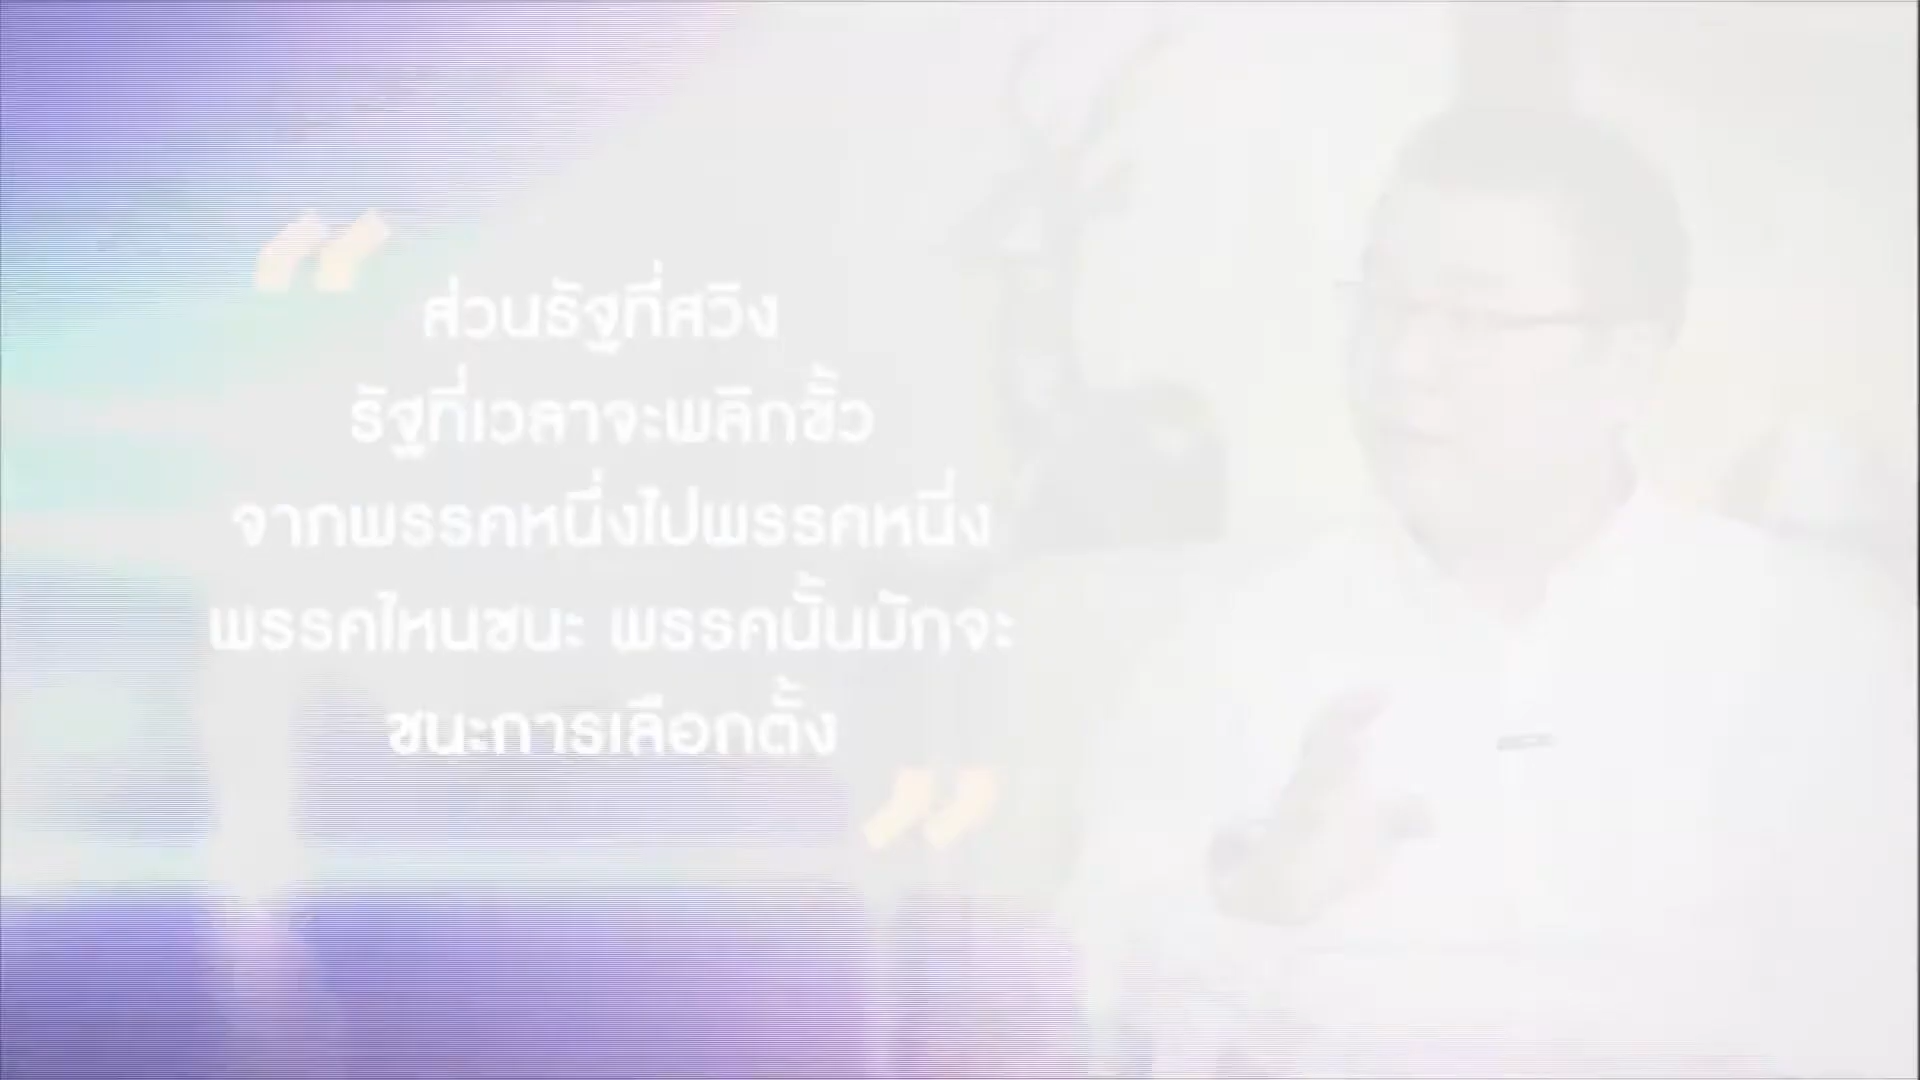 “
ส่วนรัฐที่สวิง
รัฐที่เวลาจะพลิกขั้ว
จากพรรคหนึ่งไปพรรคหนึ่ง
พรรคไหนชนะ พรรคนั้นมักจะ
ชนะการเลือกตั้ง
”